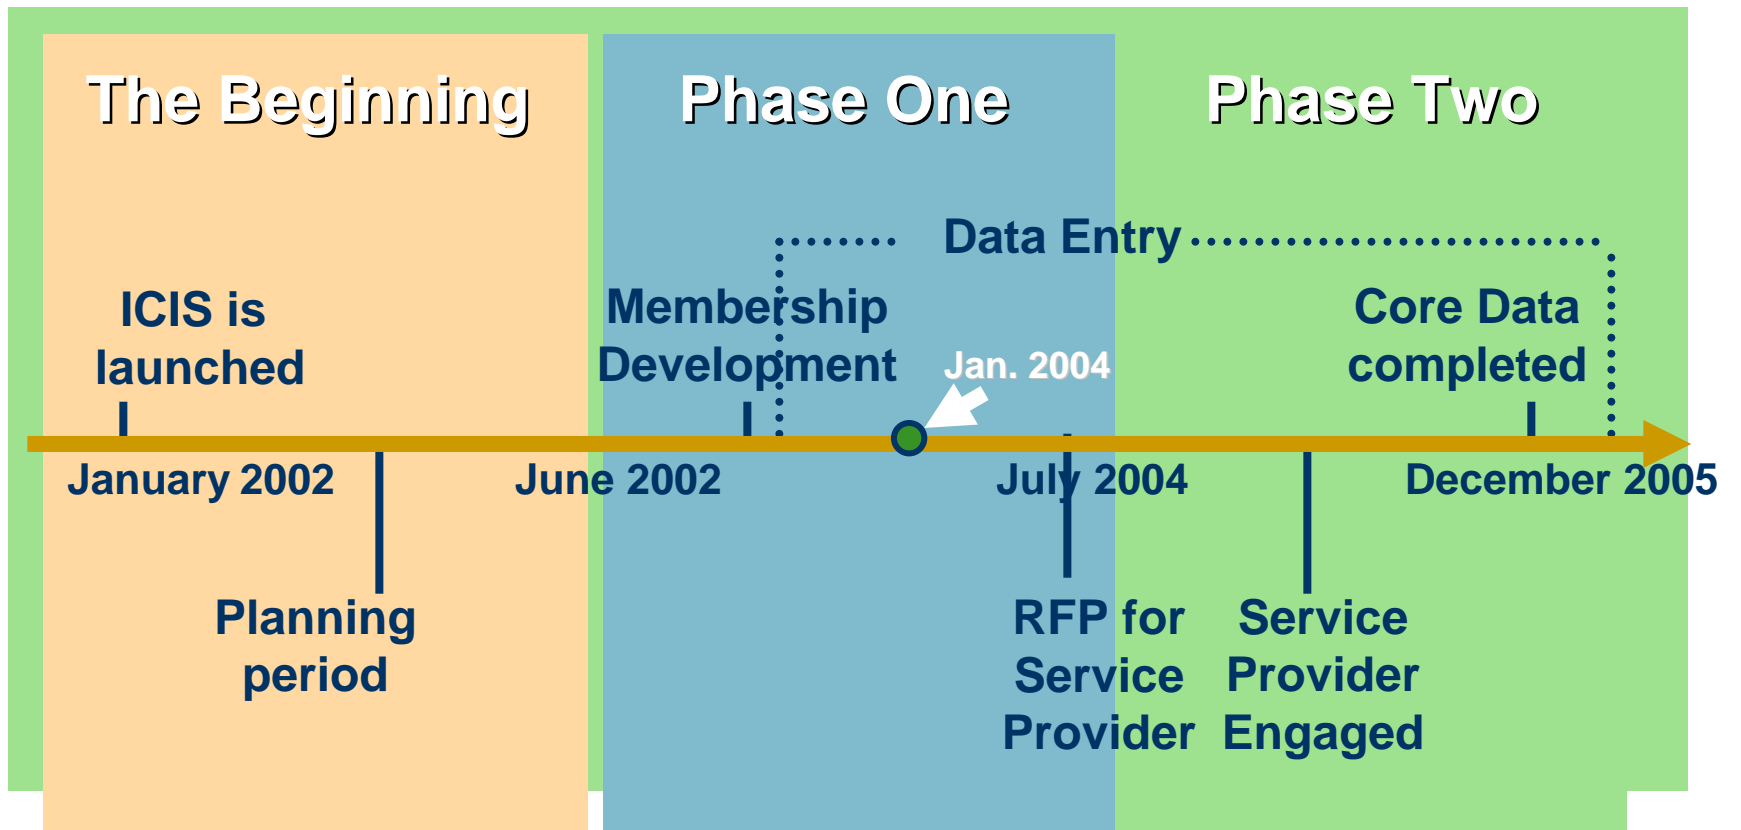 The Beginning
Phase One
Phase Two
Data Entry
ICIS is
launched
Membership
Development
Jan. 2004
Core Data
completed
January 2002
June 2002
July 2004
December 2005
Planning
period
RFP for
Service
Provider
Service
Provider
Engaged